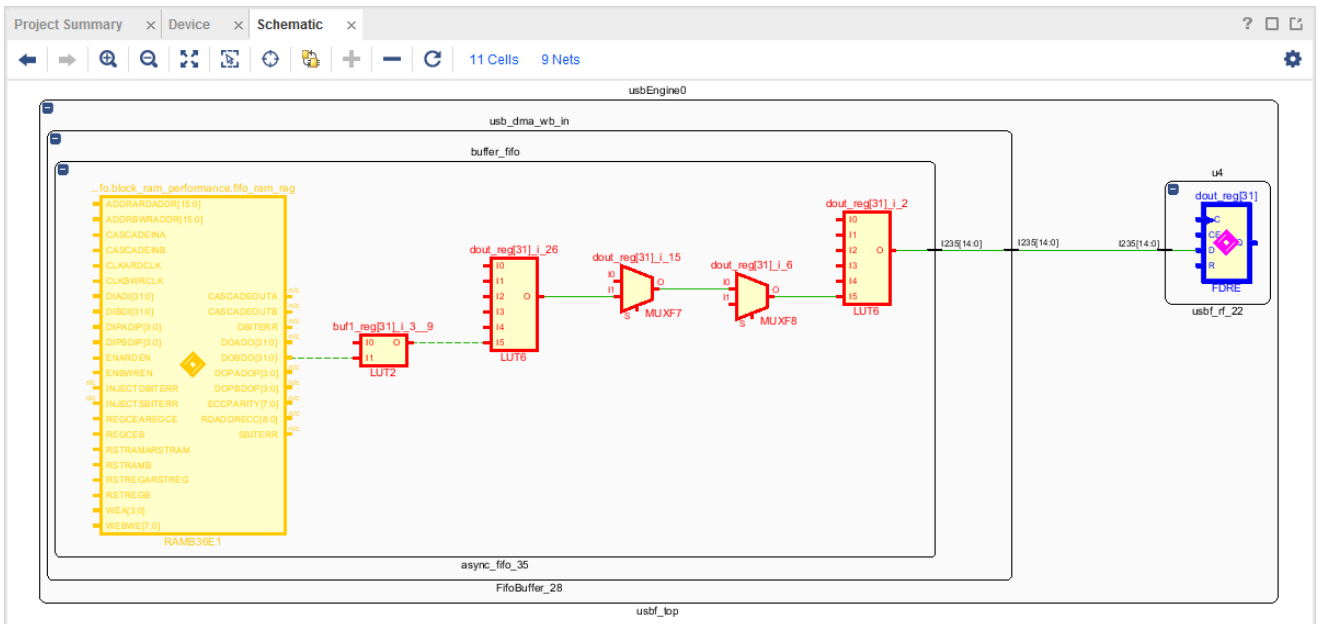 Project Summary × Device × Schematic ×
?
11 Cells 9 Nets
usbEngine0
usb_dma_wb_in
buffer_fifo
...fo.block_ram_performance.fifo_ram_reg
ADDRARDADDR[15:0]
ADDRBWRADDR[15:0]
CASCADEINA
CASCADEINB
CLKARDCLK
CLKBWRCLK
DIADI[31:0]
DIBDI[31:0]
DIPADIP[3:0]
DIPBDIP[3:0]
ENARDEN
ENBWREN
n/c INJECTDBITERR
n/c INJECTSBITERR
REGCEAREGCE
REGCEB
RSTRAMARSTRAM
RSTRAMB
RSTREGARSTREG
RSTREGB
WEA[3:0]
WEBWE[7:0]
CASCADEOUTA n/c
CASCADEOUTB n/c
DBITERR n/c
DOADO[31:0] n/c
DOBDO[31:0]
DOPADOP[3:0] n/c
DOPBDOP[3:0] n/c
ECCPARITY[7:0] n/c
RDADDRECC[8:0] n/c
SBITERR n/c
RAMB36E1
buf1_reg[31]_i_3__9
I0 O
I1
LUT2
dout_reg[31]_i_26
I0
I1
I2 O
I3
I4
I5
LUT6
dout_reg[31]_i_15
I0
I1 O
S MUXF7
dout_reg[31]_i_6
I0
I1 O
S MUXF8
dout_reg[31]_i_2
I0
I1
I2 O
I3
I4
I5
LUT6
I235[14:0]
I235[14:0]
I235[14:0]
u4
dout_reg[31]
C
CE Q
D
R
FDRE
usbf_rf_22
async_fifo_35
FifoBuffer_28
usbf_top